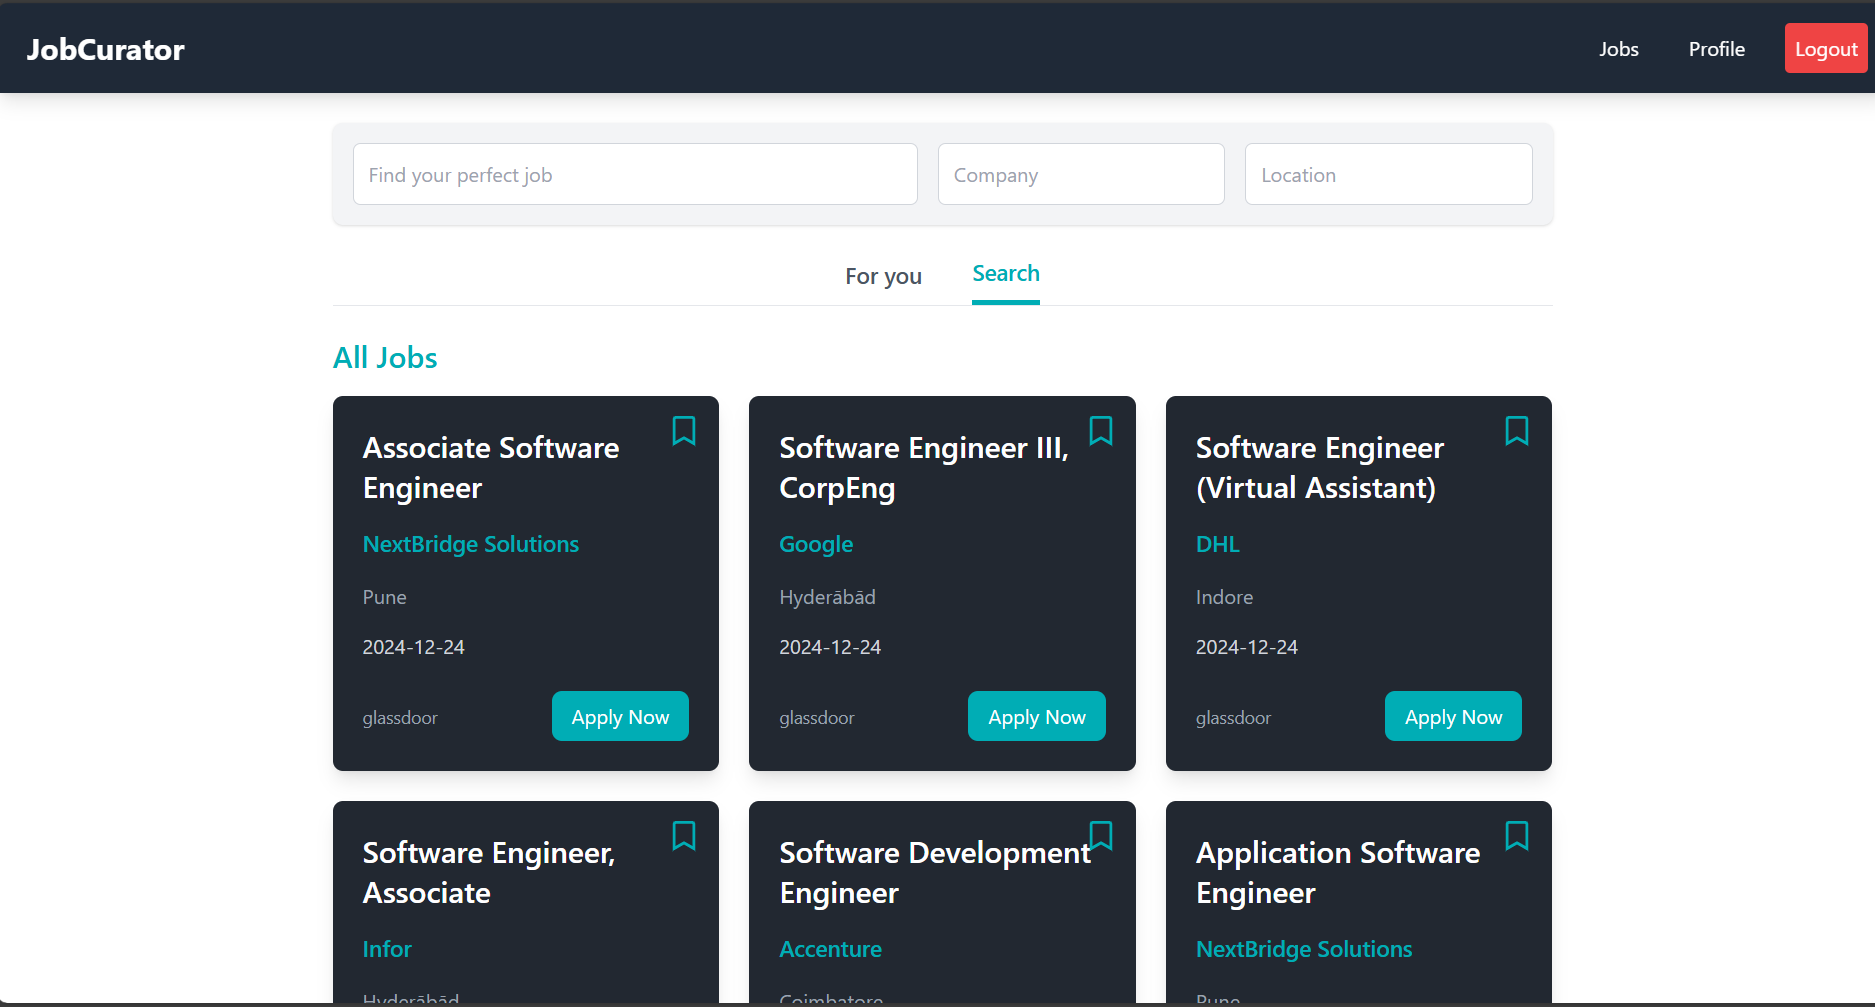 JobCurator
Jobs
Profile
Logout
Find your perfect job
Company
Location
For you
Search
All Jobs
Associate Software
Engineer
NextBridge Solutions
Pune
2024-12-24
glassdoor
Apply Now
Software Engineer III,
CorpEng
Google
Hyderābād
2024-12-24
glassdoor
Apply Now
Software Engineer
(Virtual Assistant)
DHL
Indore
2024-12-24
glassdoor
Apply Now
Software Engineer,
Associate
Infor
Hyderābād
Software Development
Engineer
Accenture
Coimbatore
Application Software
Engineer
NextBridge Solutions
Pune